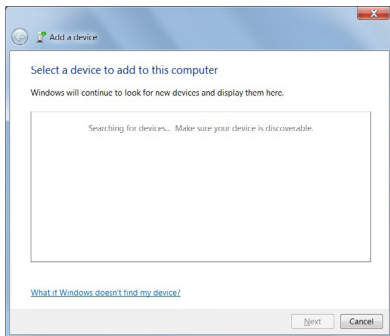 Add a device
Select a device to add to this computer
Windows will continue to look for new devices and display them here.
Searching for devices... Make sure your device is discoverable.
What if Windows doesn't find my device?
Next
Cancel